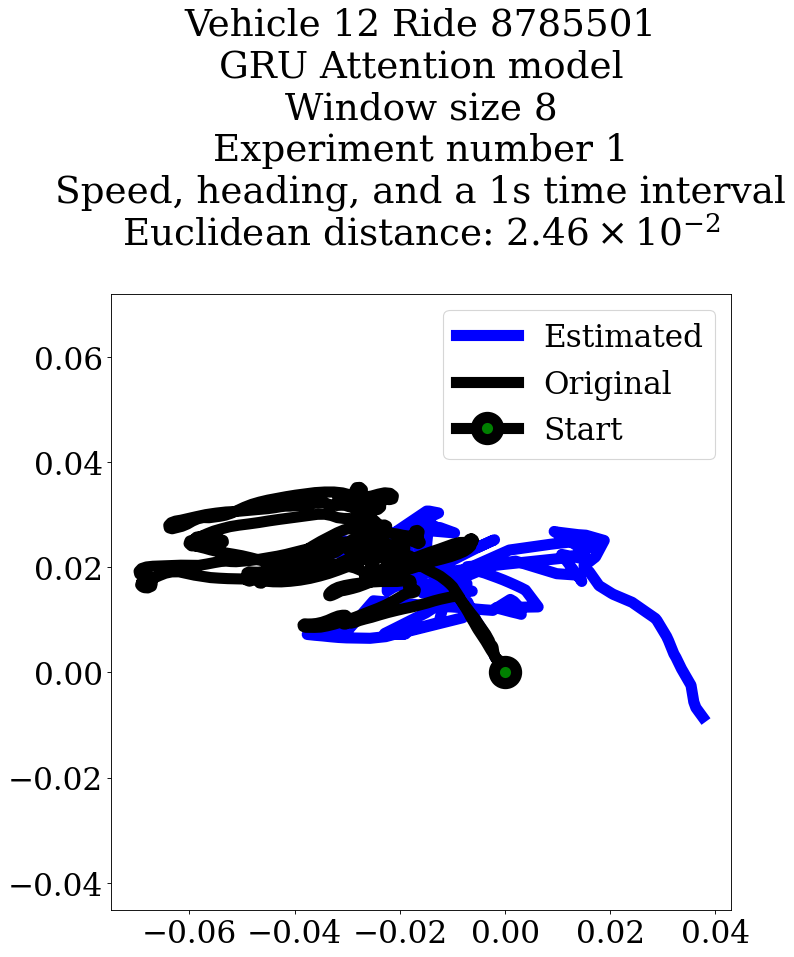 Vehicle 12 Ride 8785501
GRU Attention model
Window size 8
Experiment number 1
Speed, heading, and a 1s time interval
Euclidean distance: 2.46 × 10⁻²
Estimated
Original
Start
0.06
0.04
0.02
0.00
−0.02
−0.04
−0.06 −0.04 −0.02 0.00 0.02 0.04